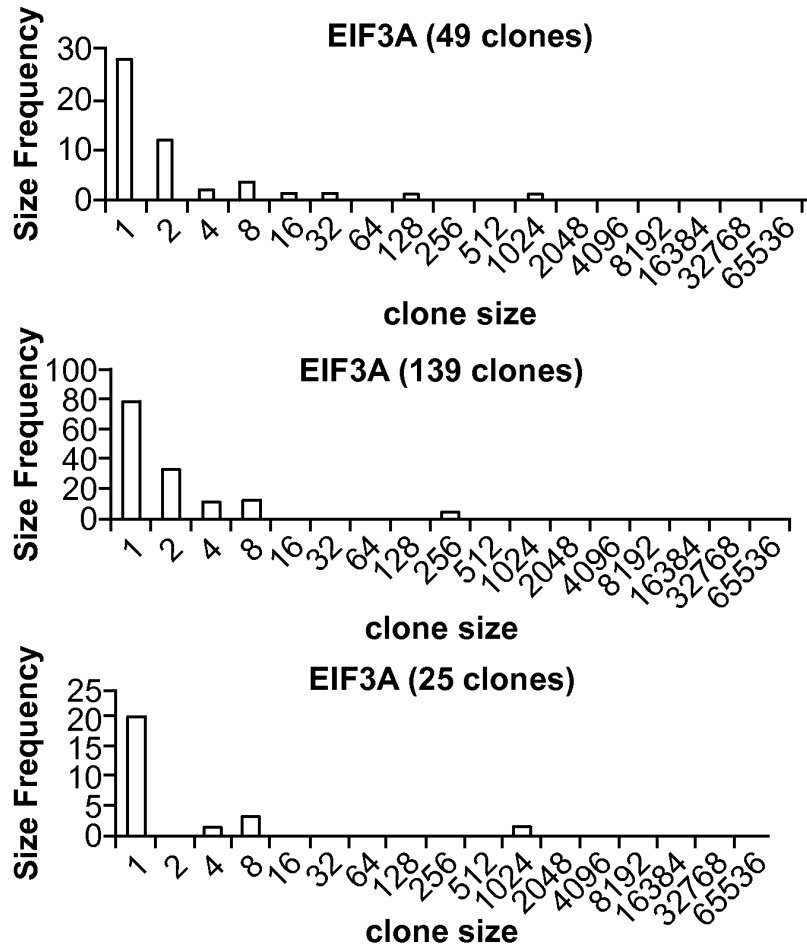 EIF3A (49 clones)
Size Frequency
30
20
10
0
1 2 4 8 16 32 64 128 256 512 1024 2048 4096 8192 16384 32768 65536
clone size
EIF3A (139 clones)
Size Frequency
100
80
60
40
20
0
1 2 4 8 16 32 64 128 256 512 1024 2048 4096 8192 16384 32768 65536
clone size
EIF3A (25 clones)
Size Frequency
25
20
15
10
5
0
1 2 4 8 16 32 64 128 256 512 1024 2048 4096 8192 16384 32768 65536
clone size